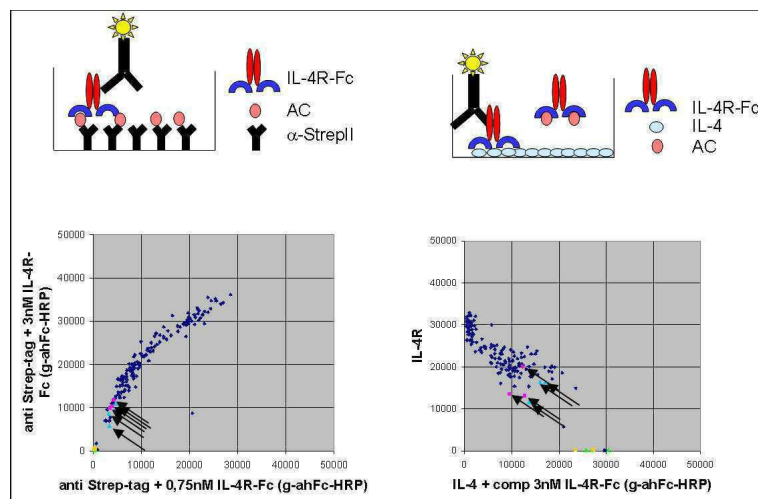 IL-4R-Fc
AC
α-StrepII
IL-4R-Fc
IL-4
AC
anti Strep-tag + 3nM IL-4R-
Fc (g-ahFc-HRP)
50000
40000
30000
20000
10000
0
0 10000 20000 30000 40000 50000
anti Strep-tag + 0,75nM IL-4R-Fc (g-ahFc-HRP)
IL-4R
50000
40000
30000
20000
10000
0
0 10000 20000 30000 40000 50000
IL-4 + comp 3nM IL-4R-Fc (g-ahFc-HRP)